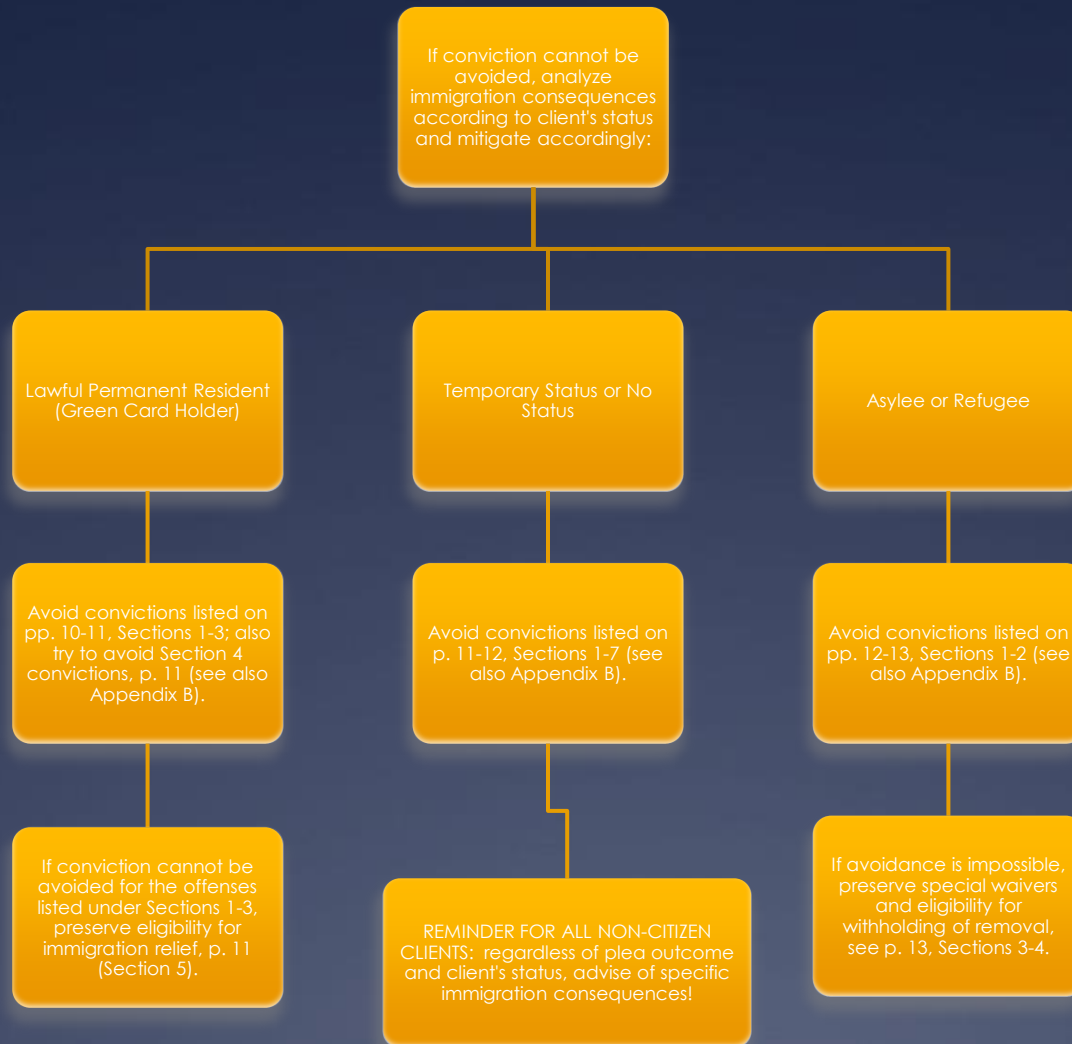 If conviction cannot be
avoided, analyze
immigration consequences
according to client's status
and mitigate accordingly:
Lawful Permanent Resident
(Green Card Holder)
Temporary Status or No
Status
Asylee or Refugee
Avoid convictions listed on
pp. 10-11, Sections 1-3; also
try to avoid Section 4
convictions, p. 11 (see also
Appendix B).
Avoid convictions listed on
p. 11-12, Sections 1-7 (see
also Appendix B).
Avoid convictions listed on
pp. 12-13, Sections 1-2 (see
also Appendix B).
If conviction cannot be
avoided for the offenses
listed under Sections 1-3,
preserve eligibility for
immigration relief, p. 11
(Section 5).
REMINDER FOR ALL NON-CITIZEN
CLIENTS:  regardless of plea outcome
and client's status, advise of specific
immigration consequences!
If avoidance is impossible,
preserve special waivers
and eligibility for
withholding of removal,
see p. 13, Sections 3-4.